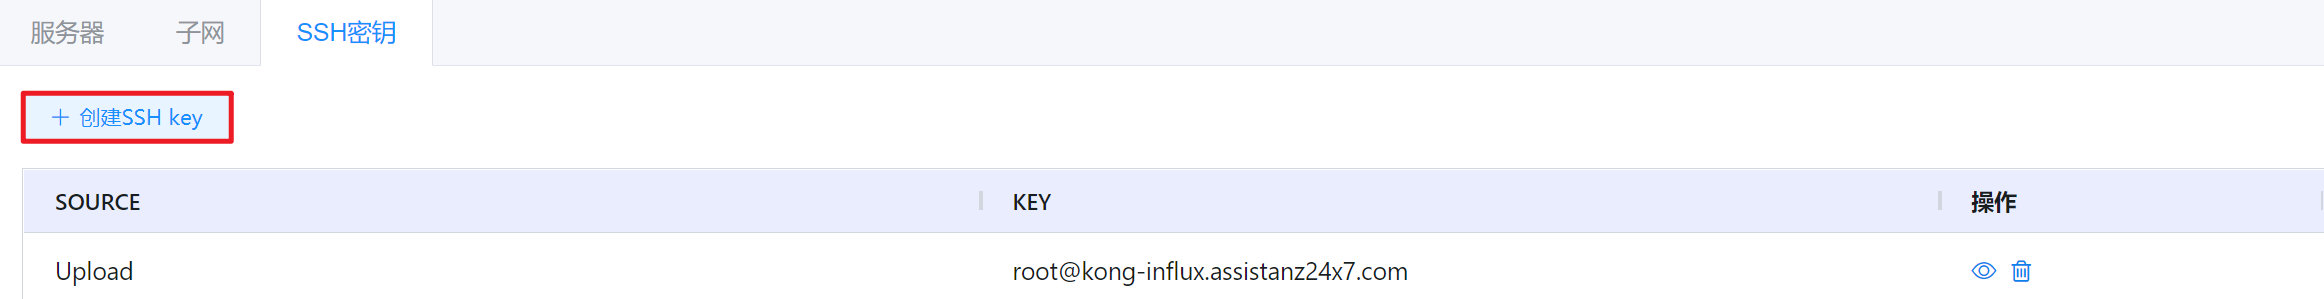 服务器 子网 SSH密钥
+ 创建SSH key
SOURCE KEY 操作
Upload root@kong-influx.assistanz24x7.com